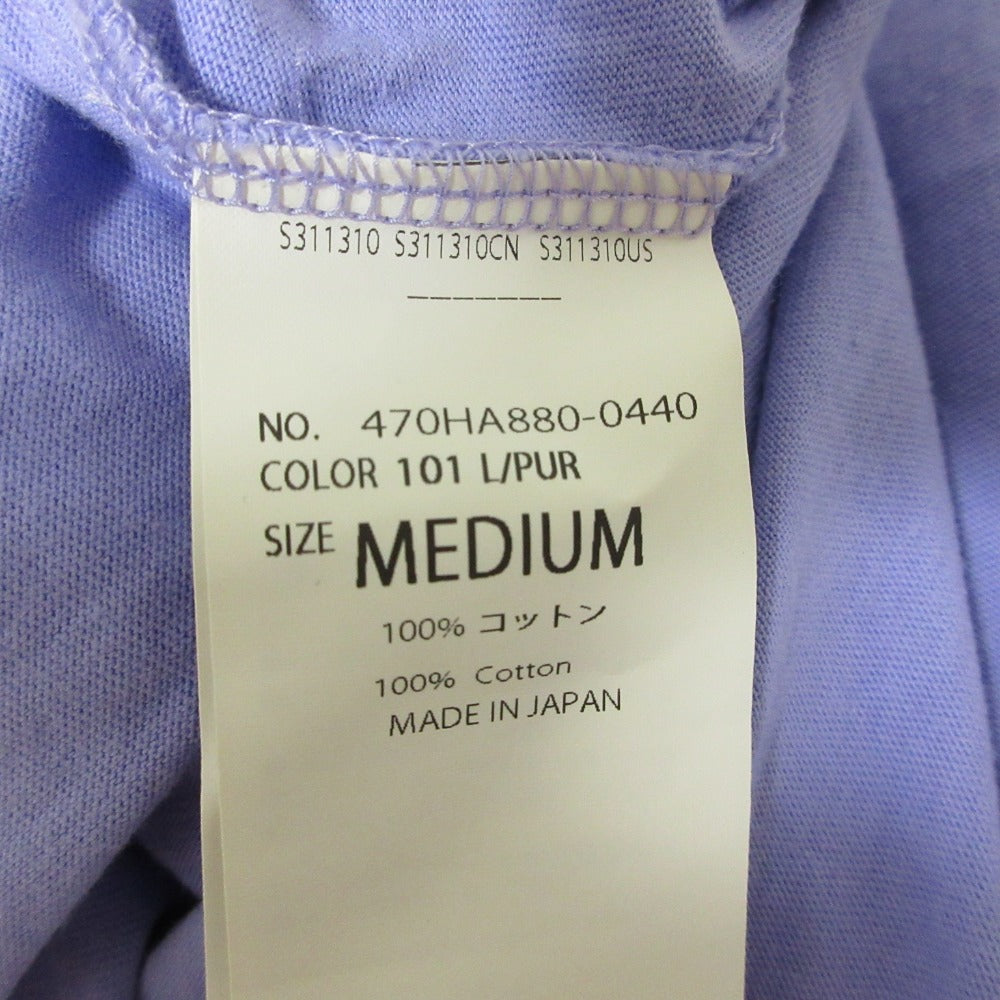 S311310 S311310CN S311310US
_______
NO. 470HA880-0440
COLOR 101 L/PUR
SIZE MEDIUM
100% コットン
100% Cotton
MADE IN JAPAN